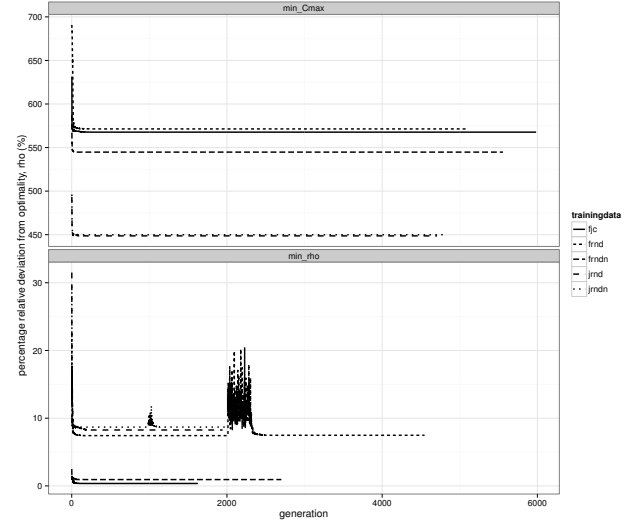 min_Cmax
700
650
600
550
500
450
min_rho
30
20
10
0
percentage relative deviation from optimality, rho (%)
0
2000
4000
6000
generation
trainingdata
fjc
frnd
frndn
jrnd
jrndn